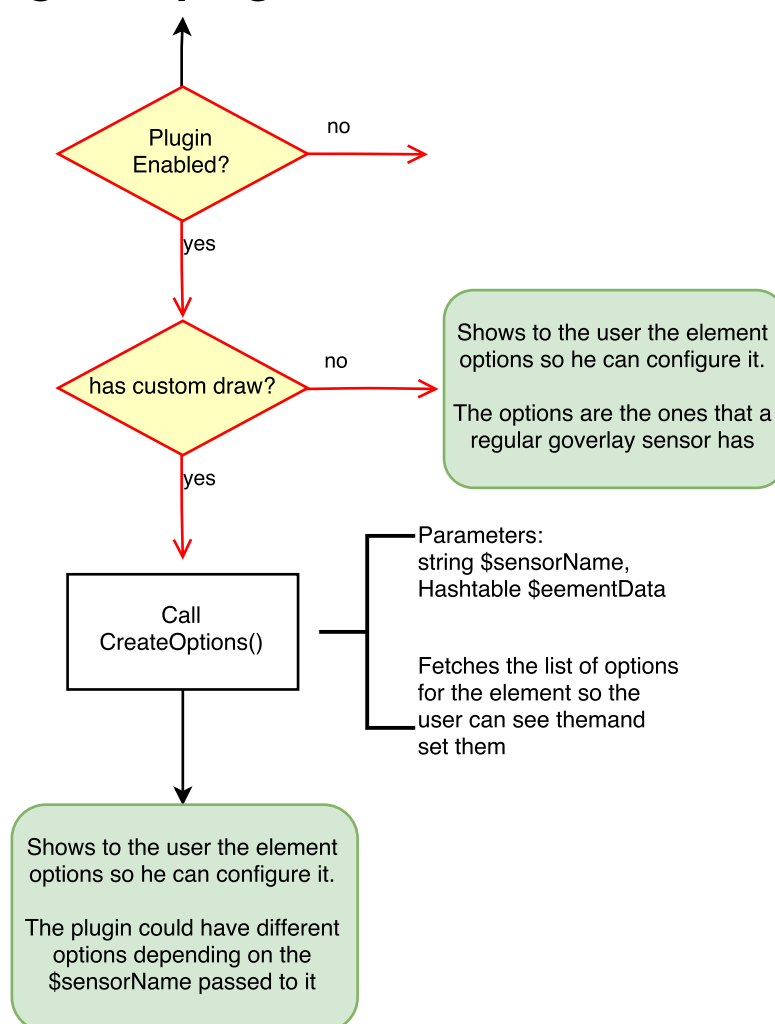 Plugin
Enabled?
no
yes
has custom draw?
no
Shows to the user the element
options so he can configure it.
The options are the ones that a
regular goverlay sensor has
yes
Call
CreateOptions()
Parameters:
string $sensorName,
Hashtable $eementData
Fetches the list of options
for the element so the
user can see themand
set them
Shows to the user the element
options so he can configure it.
The plugin could have different
options depending on the
$sensorName passed to it